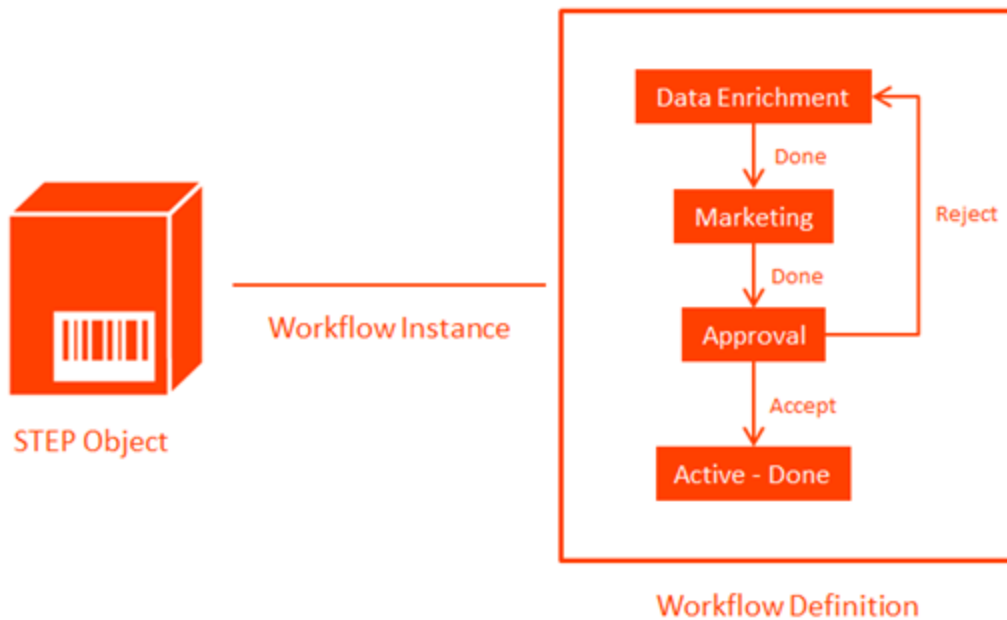 Data Enrichment
Done
Marketing
Reject
Done
Workflow Instance
Approval
Accept
STEP Object
Active - Done
Workflow Definition